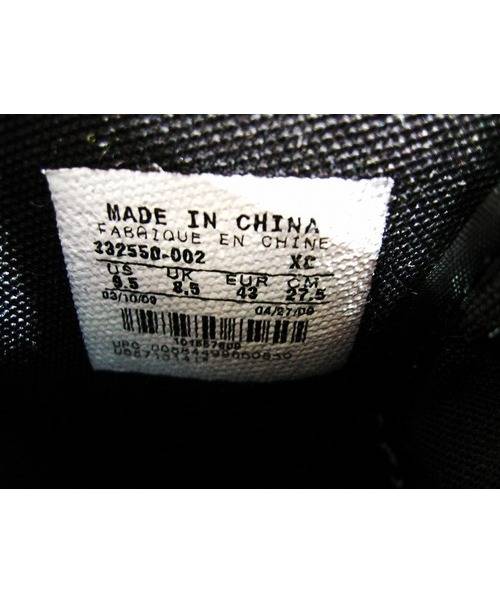 MADE IN CHINA
FABRIQUE EN CHINE
332550-002 XC
US UK EUR CM
9.5 8.5 43 27.5
03/10/09 04/27/09
UPC